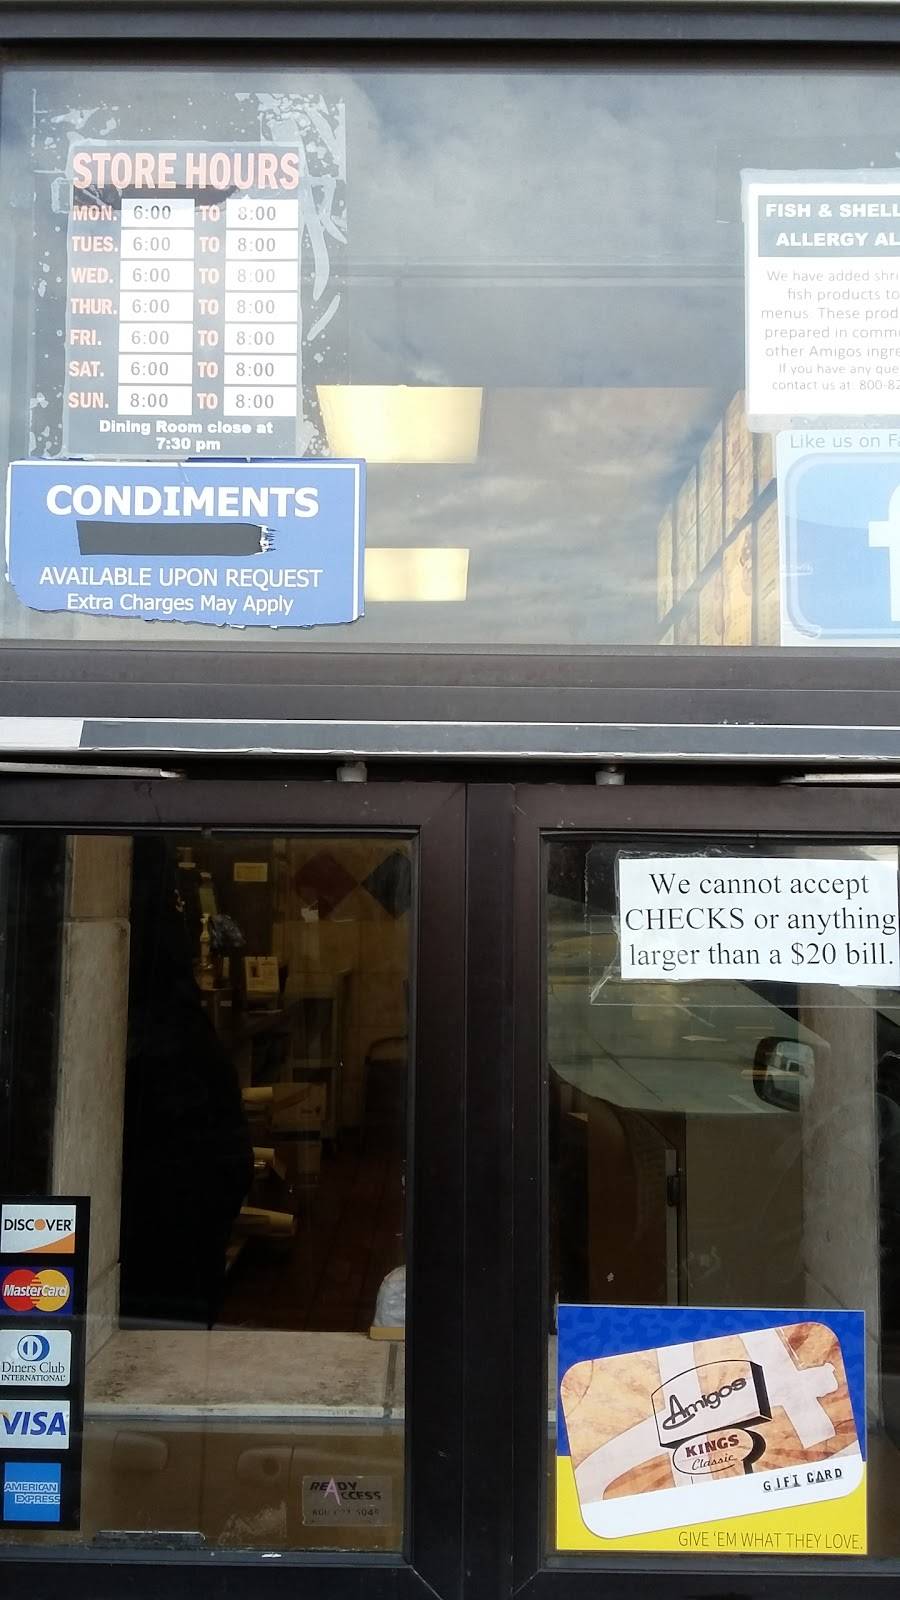 STORE HOURS
MON. 6:00 TO 8:00
TUES. 6:00 TO 8:00
WED. 6:00 TO 8:00
THUR. 6:00 TO 8:00
FRI. 6:00 TO 8:00
SAT. 6:00 TO 8:00
SUN. 8:00 TO 8:00
Dining Room close at
7:30 pm
CONDIMENTS
AVAILABLE UPON REQUEST
Extra Charges May Apply
FISH & SHELL
ALLERGY AL
We have added shri
fish products to
menus. These prod
prepared in comm
other Amigos ingre
If you have any que
contact us at 800-82
Like us on Fa
We cannot accept
CHECKS or anything
larger than a $20 bill.
DISCOVER
MasterCard
Diners Club
INTERNATIONAL
VISA
AMERICAN
EXPRESS
READY
ACCESS
Amigos
KINGS
Classic
GIFT CARD
GIVE 'EM WHAT THEY LOVE.